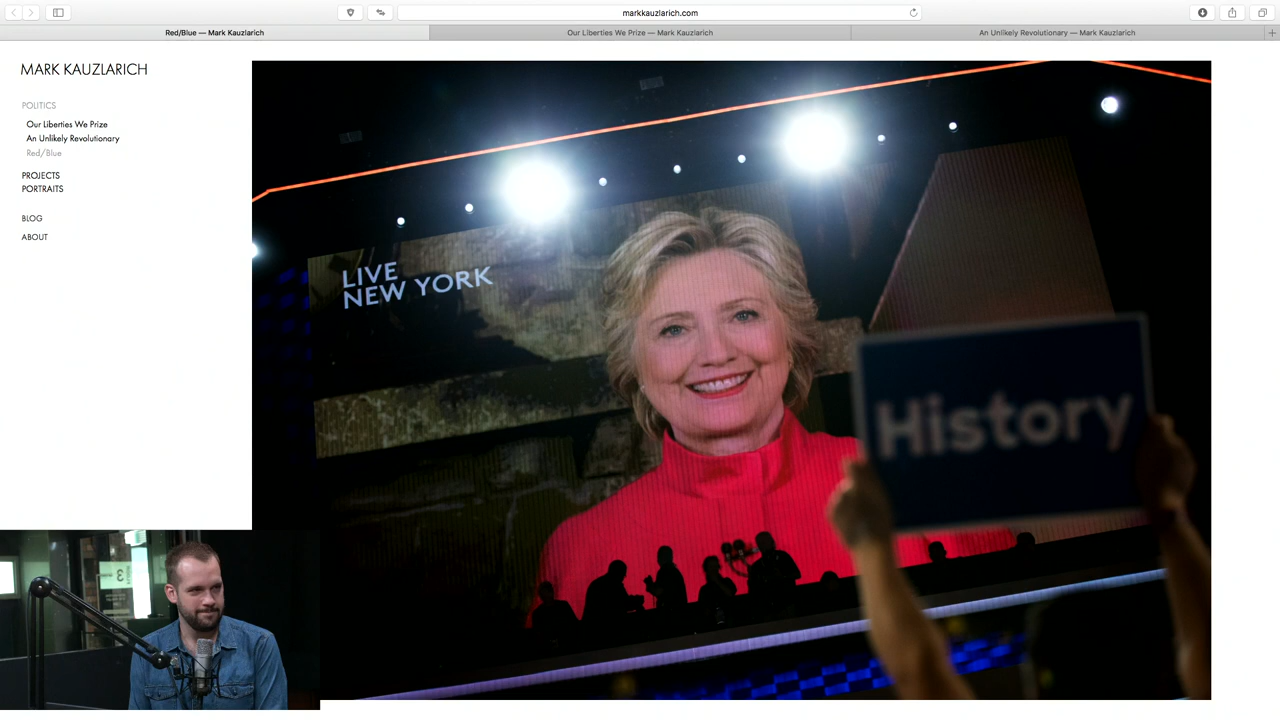 markkauzlarich.com
Red/Blue — Mark Kauzlarich
Our Liberties We Prize — Mark Kauzlarich
An Unlikely Revolutionary — Mark Kauzlarich
MARK KAUZLARICH
POLITICS
Our Liberties We Prize
An Unlikely Revolutionary
Red/Blue
PROJECTS
PORTRAITS
BLOG
ABOUT
LIVE
NEW YORK
History
3